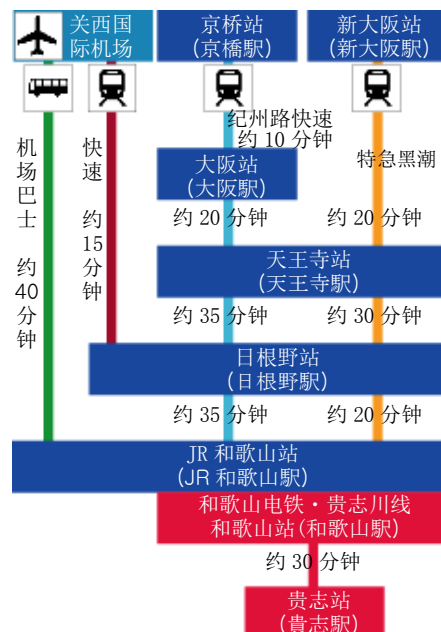 关西国
际机场
京桥站
(京橋駅)
新大阪站
(新大阪駅)
纪州路快速
约 10 分钟
机场巴士 约40分钟
快速 约15分钟
特急黑潮
大阪站
(大阪駅)
约 20 分钟
约 20 分钟
天王寺站
(天王寺駅)
约 35 分钟
约 30 分钟
日根野站
(日根野駅)
约 35 分钟
约 20 分钟
JR 和歌山站
(JR 和歌山駅)
和歌山电铁・贵志川线
和歌山站(和歌山駅)
约 30 分钟
贵志站
(貴志駅)